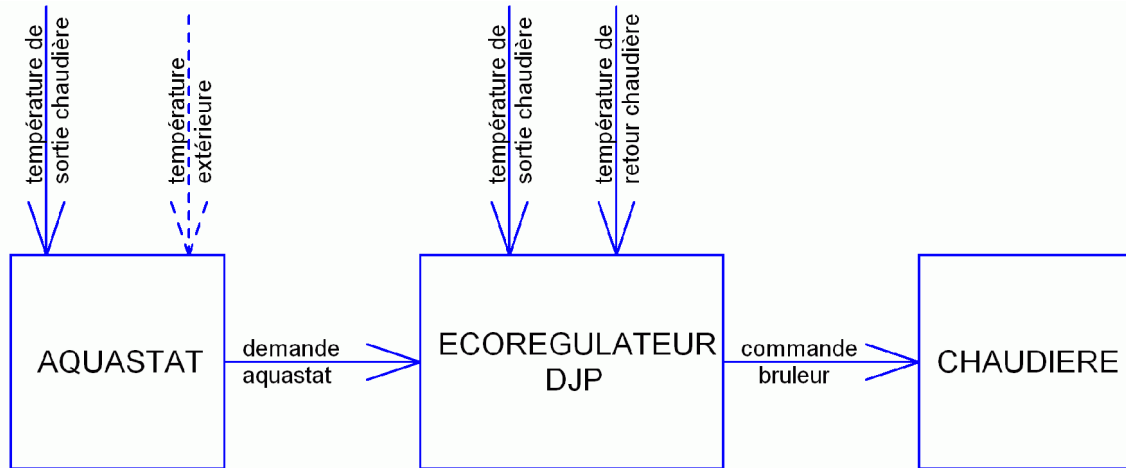 température de
sortie chaudière
température
extérieure
température de
sortie chaudière
température de
retour chaudière
AQUASTAT
demande
aquastat
ECOREGULATEUR
DJP
commande
bruleur
CHAUDIERE